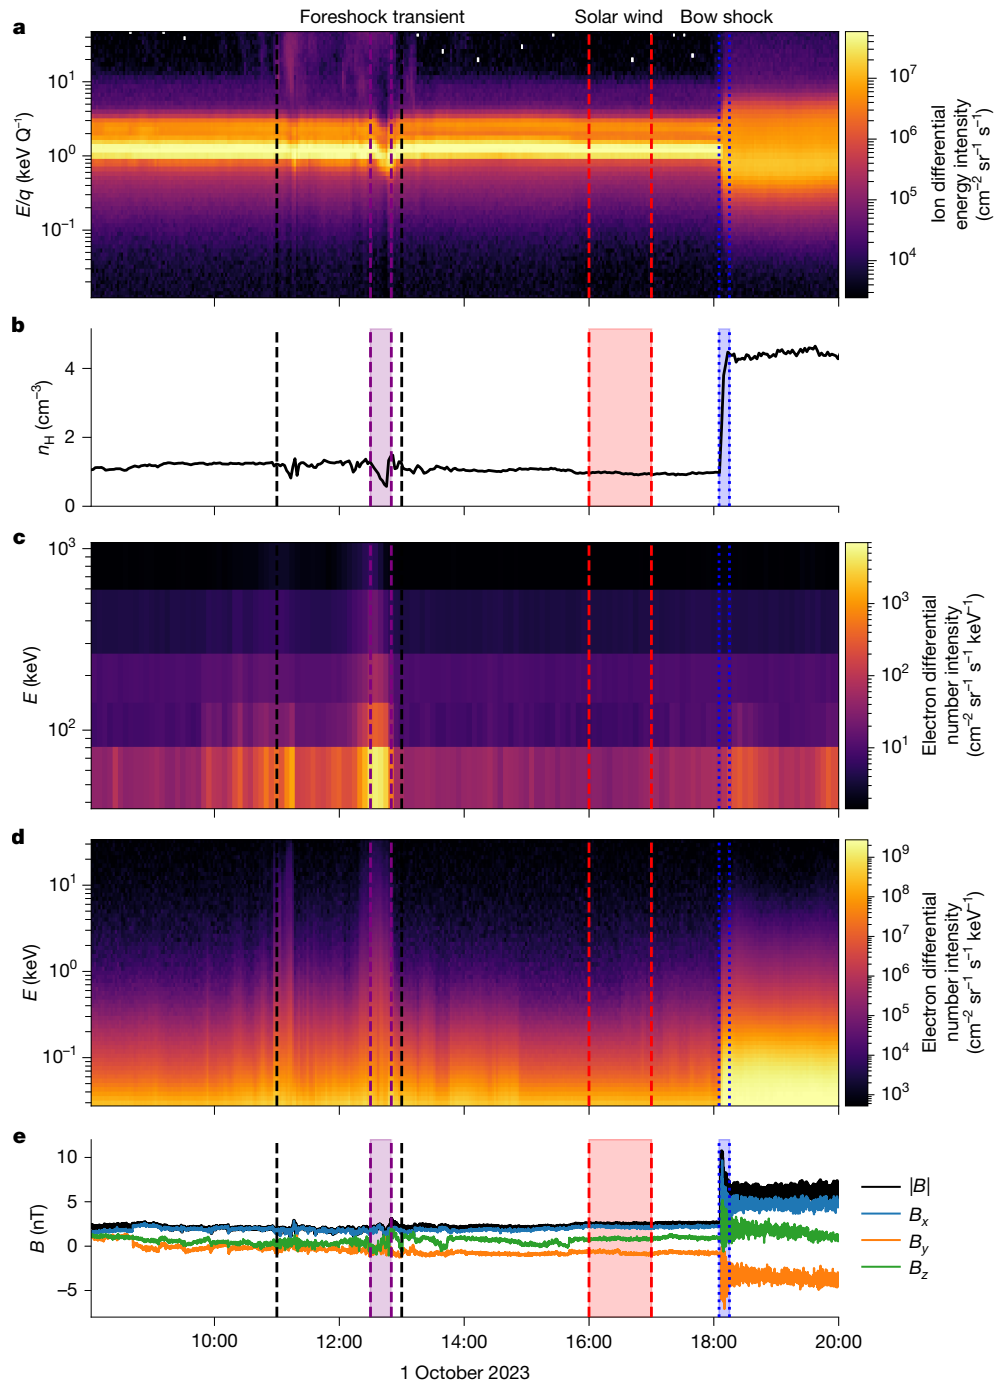 Foreshock transient Solar wind Bow shock
a
10¹
10⁰
10⁻¹
E/q (keV Q⁻¹)
10⁷
10⁶
10⁵
10⁴
Ion differential
energy intensity
(cm⁻² sr⁻¹ s⁻¹)
b
4
2
0
n_H (cm⁻³)
c
10³
10²
E (keV)
10³
10²
10¹
Electron differential
number intensity
(cm⁻² sr⁻¹ s⁻¹ keV⁻¹)
d
10¹
10⁰
10⁻¹
E (keV)
10⁹
10⁸
10⁷
10⁶
10⁵
10⁴
10³
Electron differential
number intensity
(cm⁻² sr⁻¹ s⁻¹ keV⁻¹)
e
10
5
0
−5
B (nT)
|B|
B_x
B_y
B_z
10:00 12:00 14:00 16:00 18:00 20:00
1 October 2023